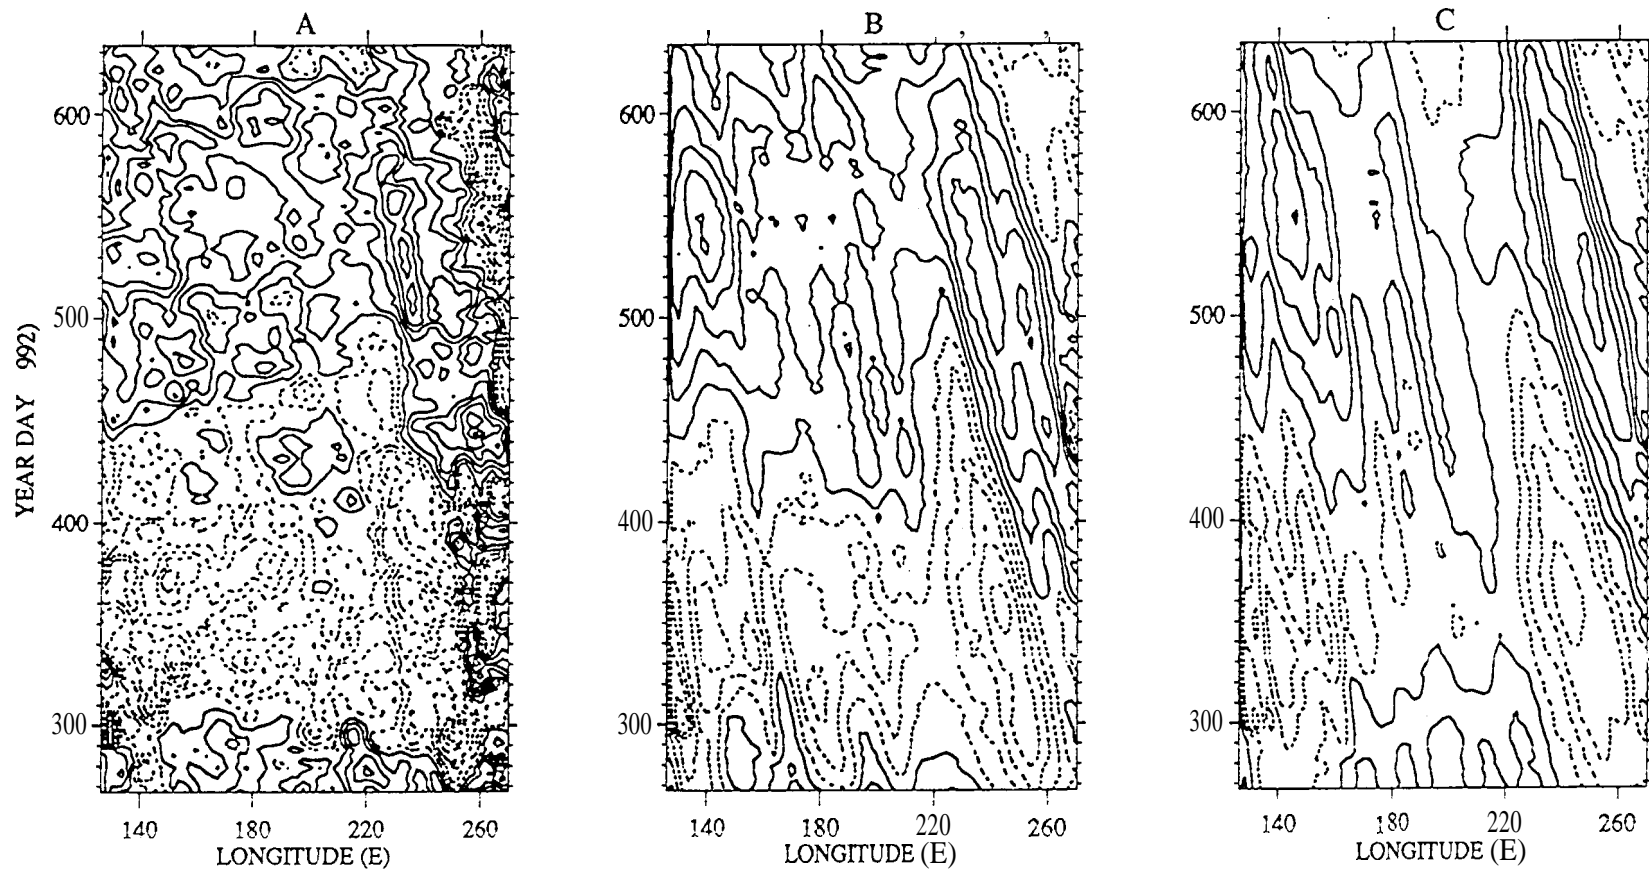 A B C
600 600 600
500 500 500
400 400 400
300 300 300
YEAR DAY 992)
140 180 220 260 140 180 220 260 140 180 220 260
LONGITUDE (E) LONGITUDE (E) LONGITUDE (E)